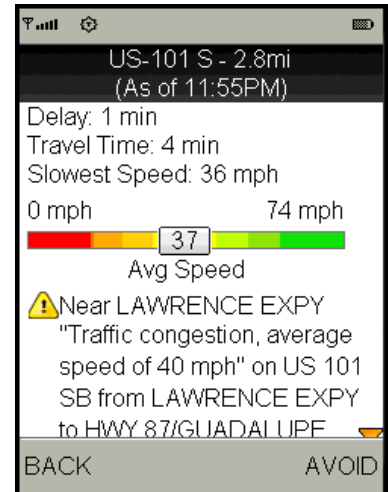 US-101 S - 2.8mi
(As of 11:55PM)
Delay: 1 min
Travel Time: 4 min
Slowest Speed: 36 mph
0 mph 74 mph
37
Avg Speed
Near LAWRENCE EXPY
"Traffic congestion, average
speed of 40 mph" on US 101
SB from LAWRENCE EXPY
to HWY 87/GUADALUPE
BACK AVOID